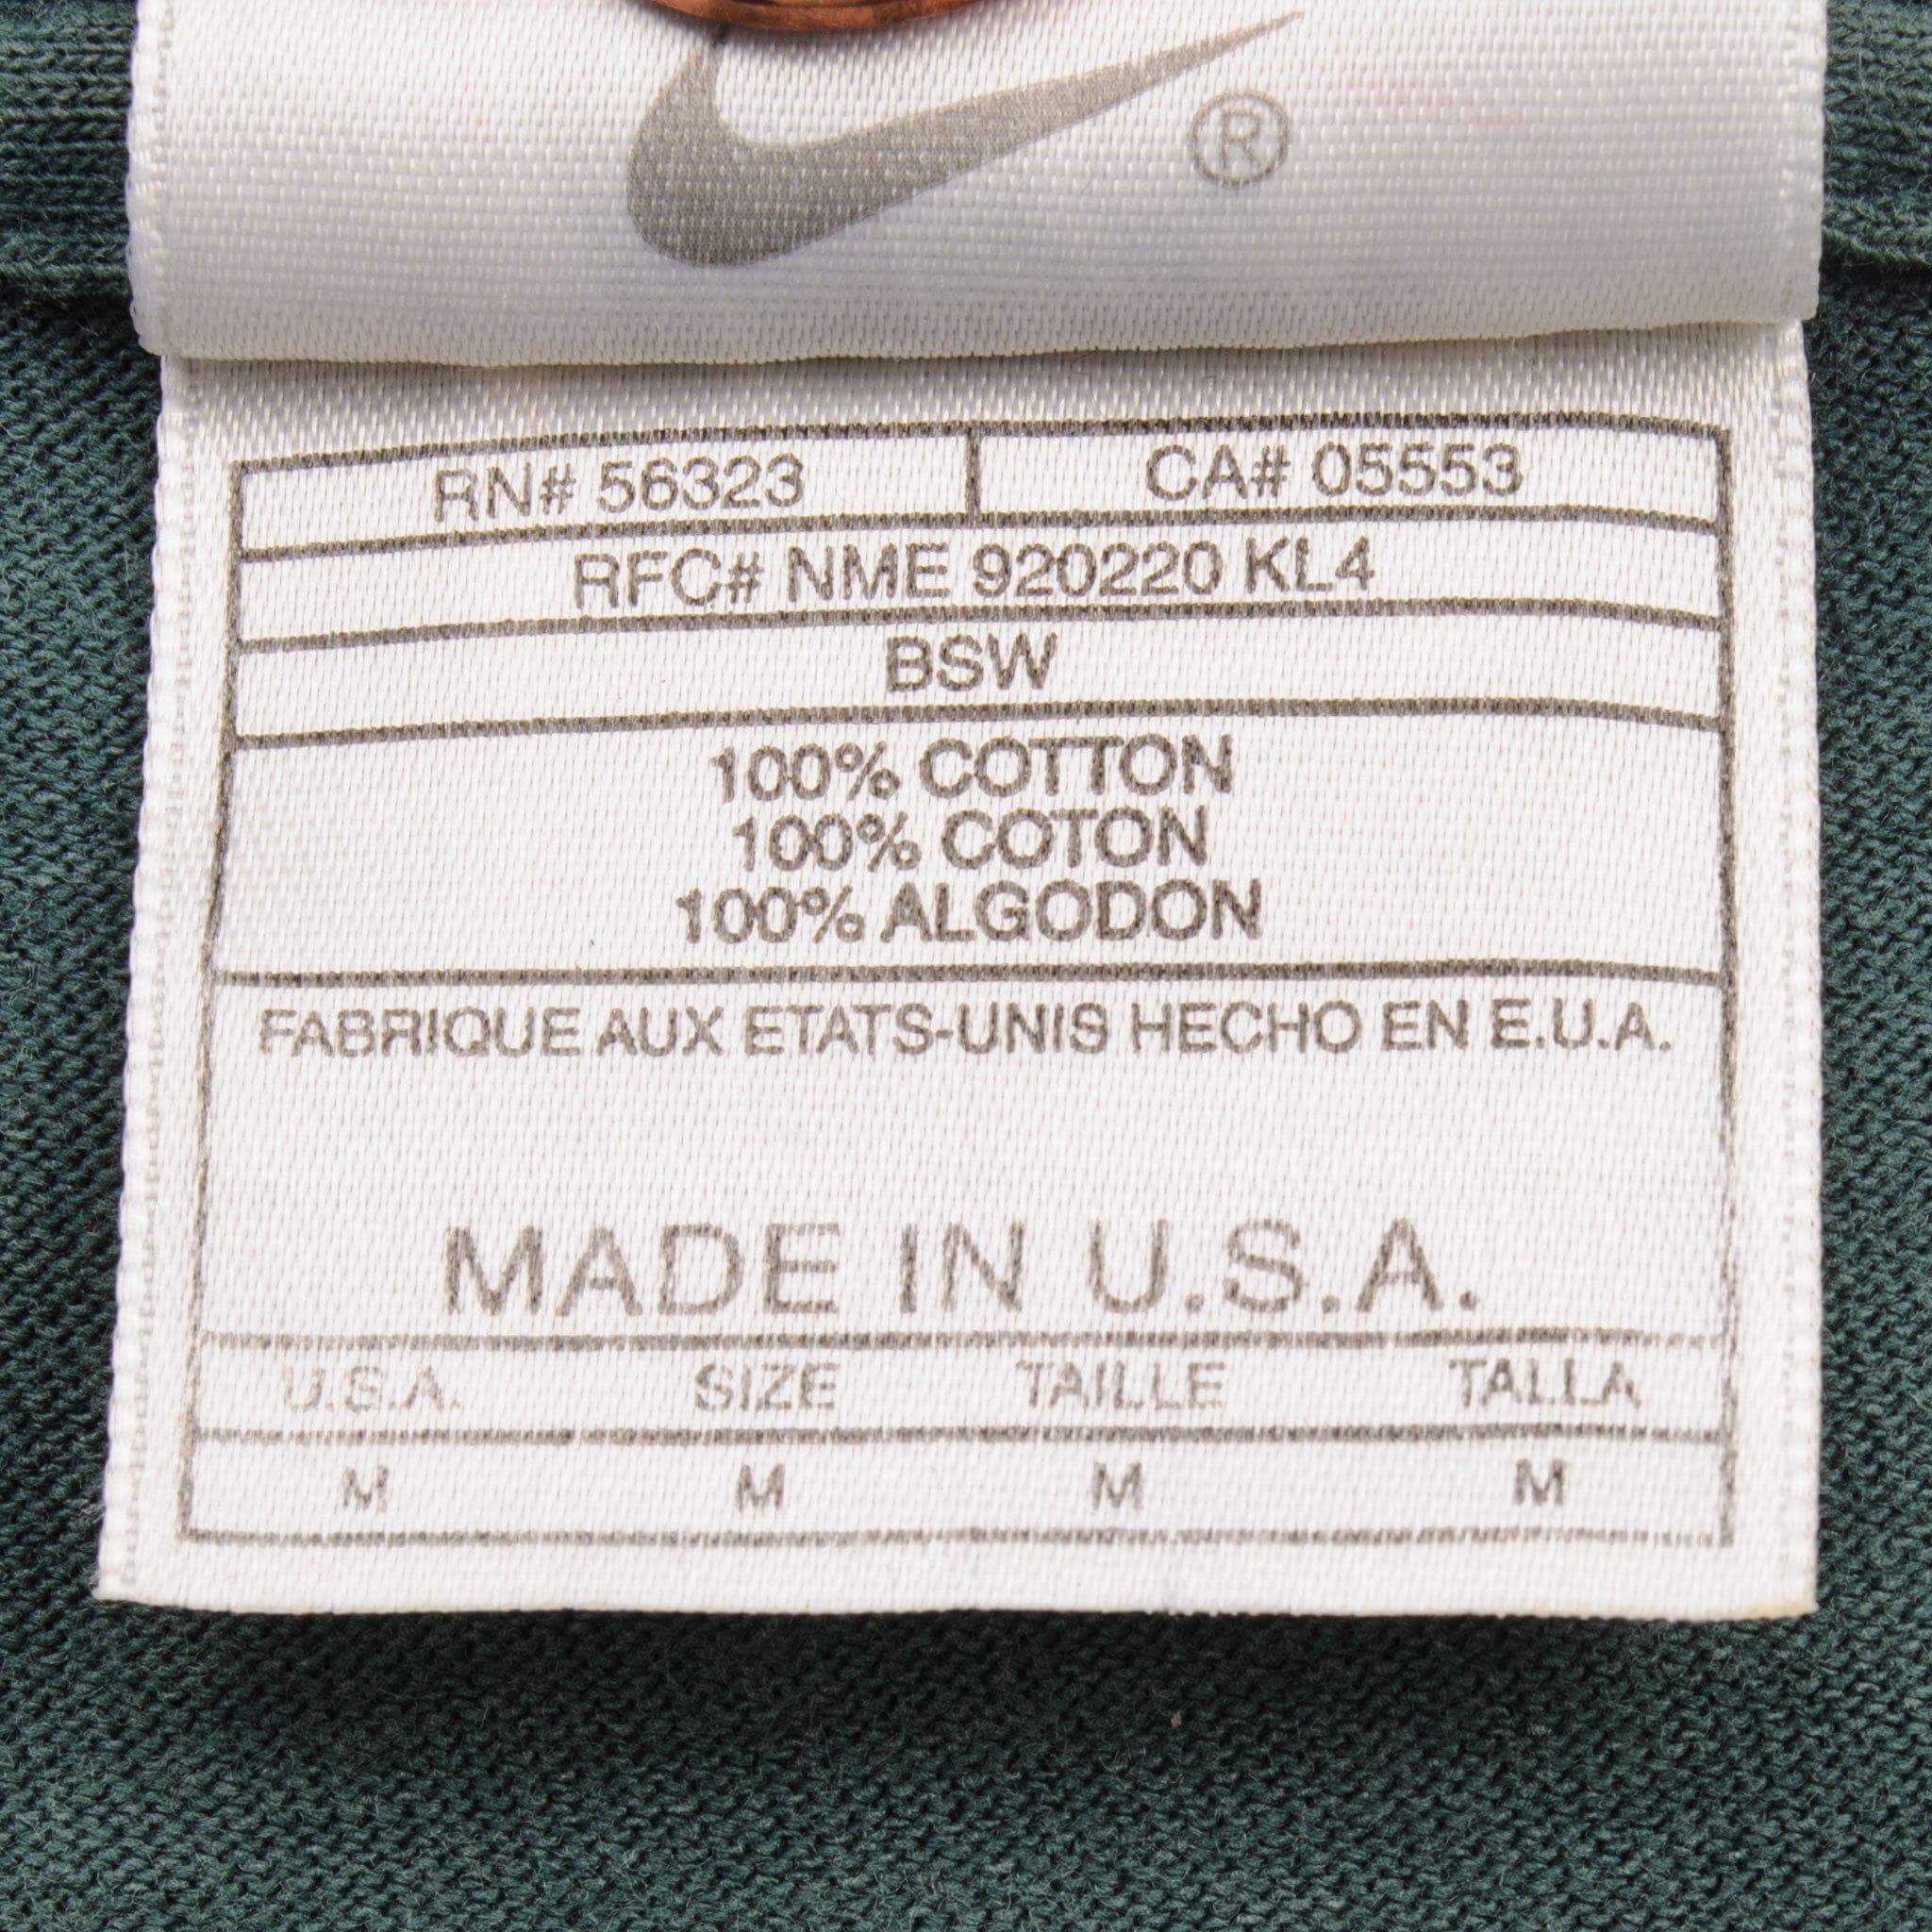 ®
RN# 56323 CA# 05553
RFC# NME 920220 KL4
BSW
100% COTTON
100% COTON
100% ALGODON
FABRIQUE AUX ETATS-UNIS HECHO EN E.U.A.
MADE IN U.S.A.
U.S.A. SIZE TAILLE TALLA
M M M M